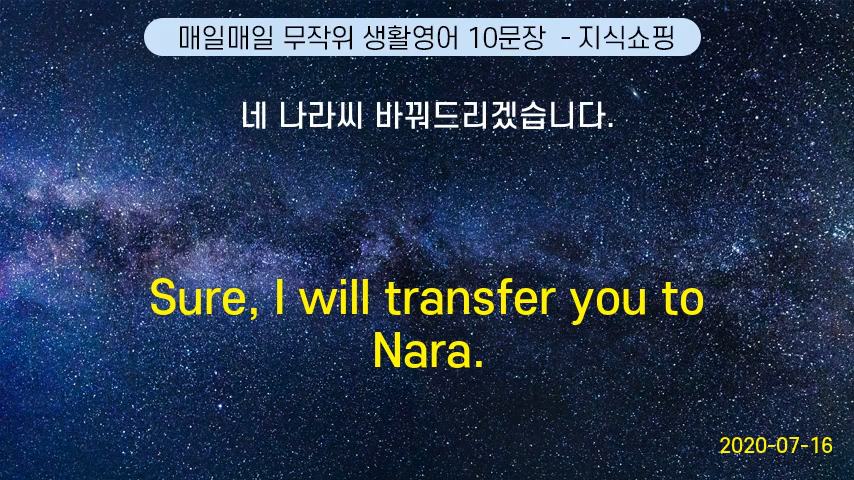 매일매일 무작위 생활영어 10문장 - 지식쇼핑
네 나라씨 바꿔드리겠습니다.
Sure, I will transfer you to
Nara.
2020-07-16